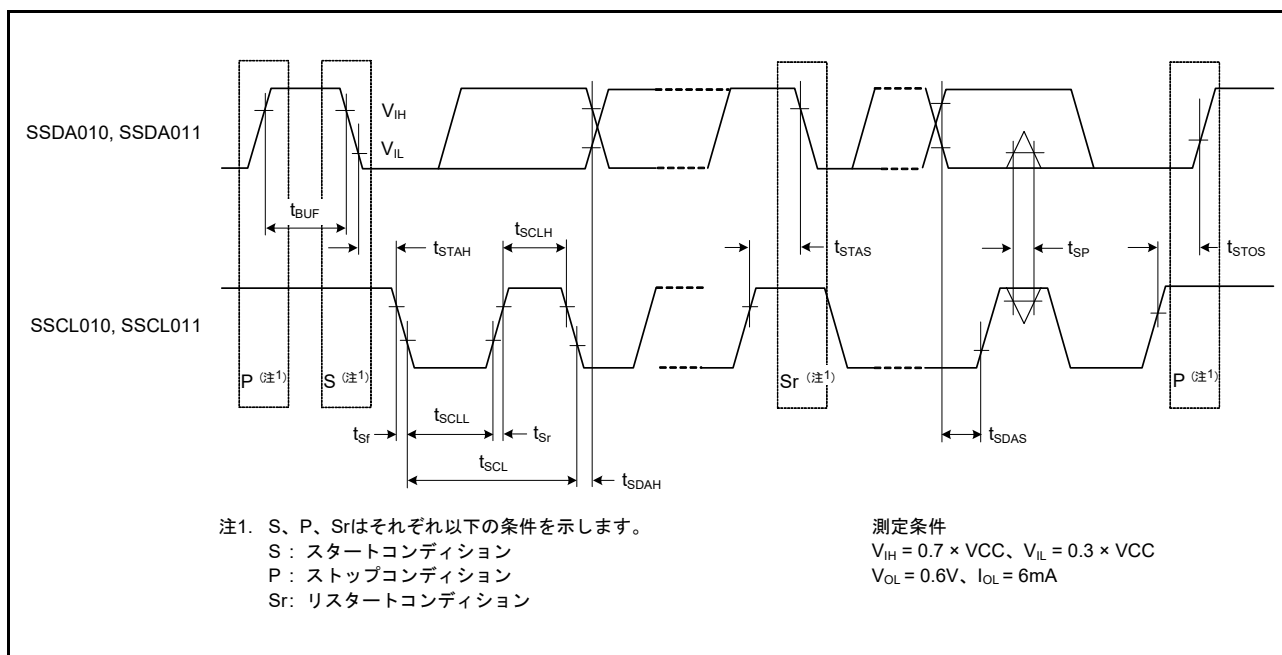 SSDA010, SSDA011
VIH
VIL
tBUF
tSTAH
tSCLH
tSTAS
tSP
tSTOS
SSCL010, SSCL011
P（注1）
S（注1）
Sr（注1）
P（注1）
tSCLL
tSf
tSr
tSDAS
tSCL
tSDAH
注1. S、P、Srはそれぞれ以下の条件を示します。
S： スタートコンディション
P： ストップコンディション
Sr： リスタートコンディション
測定条件
VIH = 0.7 × VCC、VIL = 0.3 × VCC
VOL = 0.6V、IOL = 6mA